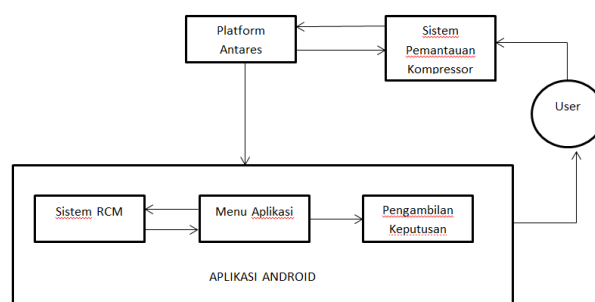 Platform
Antares
Sistem
Pemantauan
Kompressor
User
Sistem RCM
Menu Aplikasi
Pengambilan
Keputusan
APLIKASI ANDROID